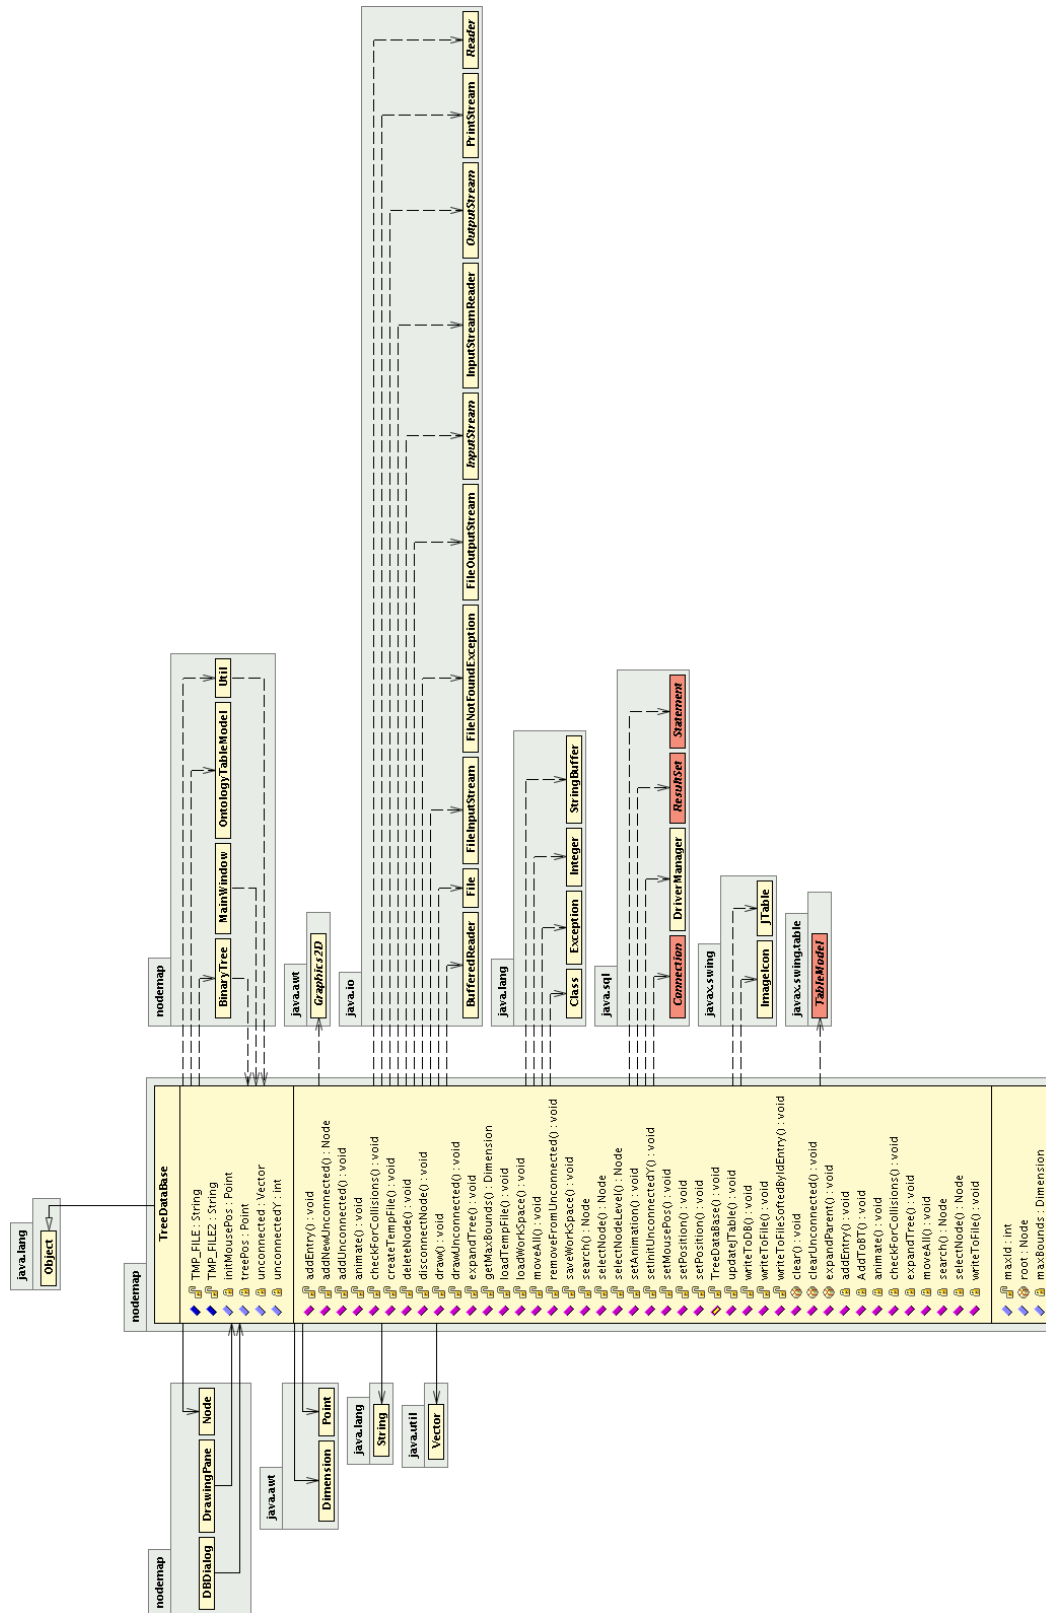 java.lang
Object
nodemap
DBDialog
DrawingPane
Node
java.awt
Dimension
Point
java.lang
String
java.util
Vector
nodemap
TreeDataBase
TMP_FILE : String
TMP_FILE2 : String
initMousePos : Point
treePos : Point
unconnected : Vector
unconnectedY : int
addEntry() : void
addNewUnconnected() : Node
addUnconnected() : void
animate() : void
checkForCollisions() : void
createTempFile() : void
deleteNode() : void
disconnectNode() : void
draw() : void
drawUnconnected() : void
expandTree() : void
getMaxBounds() : Dimension
loadTempFile() : void
loadWorkSpace() : void
moveAll() : void
removeFromUnconnected() : void
saveWorkSpace() : void
search() : Node
selectNode() : Node
selectNodeLevel() : Node
setAnimation() : void
setInitUnconnectedY() : void
setMousePos() : void
setPosition() : void
setPosition() : void
TreeDataBase() : void
updateJTable() : void
writeToDB() : void
writeToFile() : void
writeToFileSoftedByIdEntry() : void
clear() : void
clearUnconnected() : void
expandParent() : void
addEntry() : void
AddToBT() : void
animate() : void
checkForCollisions() : void
expandTree() : void
moveAll() : void
search() : Node
selectNode() : Node
writeToFile() : void
maxId : int
root : Node
maxBounds : Dimension
nodemap
BinaryTree
MainWindow
OntologyTableModel
Util
java.awt
Graphics2D
java.io
BufferedReader
File
FileInputStream
FileNotFoundException
FileOutputStream
InputStream
InputStreamReader
OutputStream
PrintStream
Reader
java.lang
Class
Exception
Integer
StringBuffer
java.sql
Connection
DriverManager
ResultSet
Statement
javax.swing
ImageIcon
JTable
javax.swing.table
TableModel